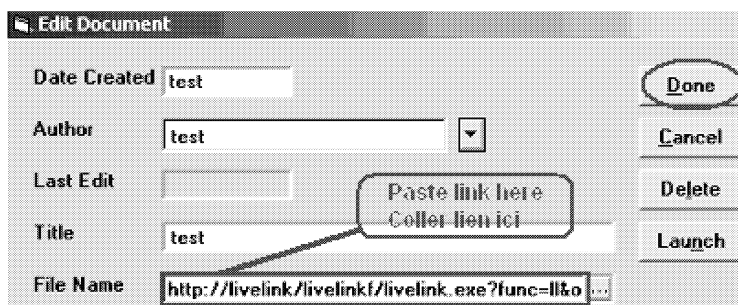 Edit Document
Date Created test
Done
Author test
Cancel
Last Edit
Paste link here
Coller lien ici
Delete
Title test
Launch
File Name http://livelink/livelinkf/livelink.exe?func=ll&o ...